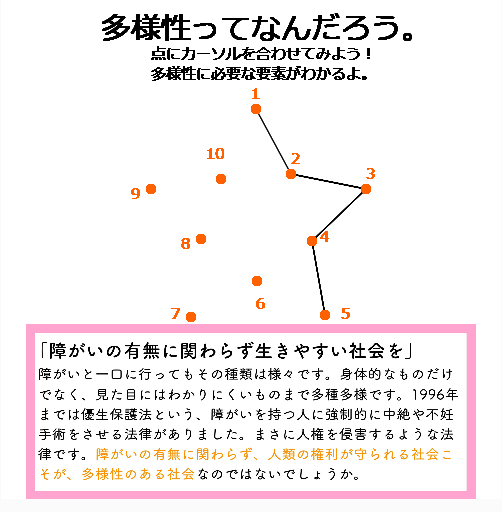 多様性ってなんだろう。
点にカーソルを合わせてみよう！
多様性に必要な要素がわかるよ。
1
2
3
10
9
8
4
6
7
5
「障がいの有無に関わらず生きやすい社会を」
障がいと一口に行ってもその種類は様々です。身体的なものだけ
でなく、見た目にはわかりにくいものまで多種多様です。1996年
までは優生保護法という、障がいを持つ人に強制的に中絶や不妊
手術をさせる法律がありました。まさに人権を侵害するような法
律です。障がいの有無に関わらず、人類の権利が守られる社会こ
そが、多様性のある社会なのではないでしょうか。